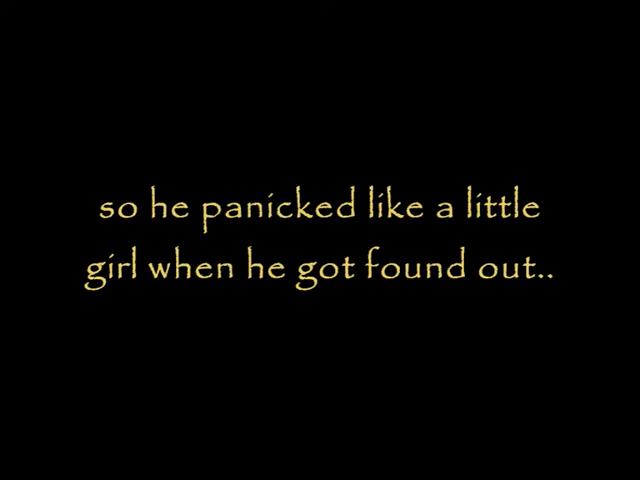 so he panicked like a little
girl when he got found out..